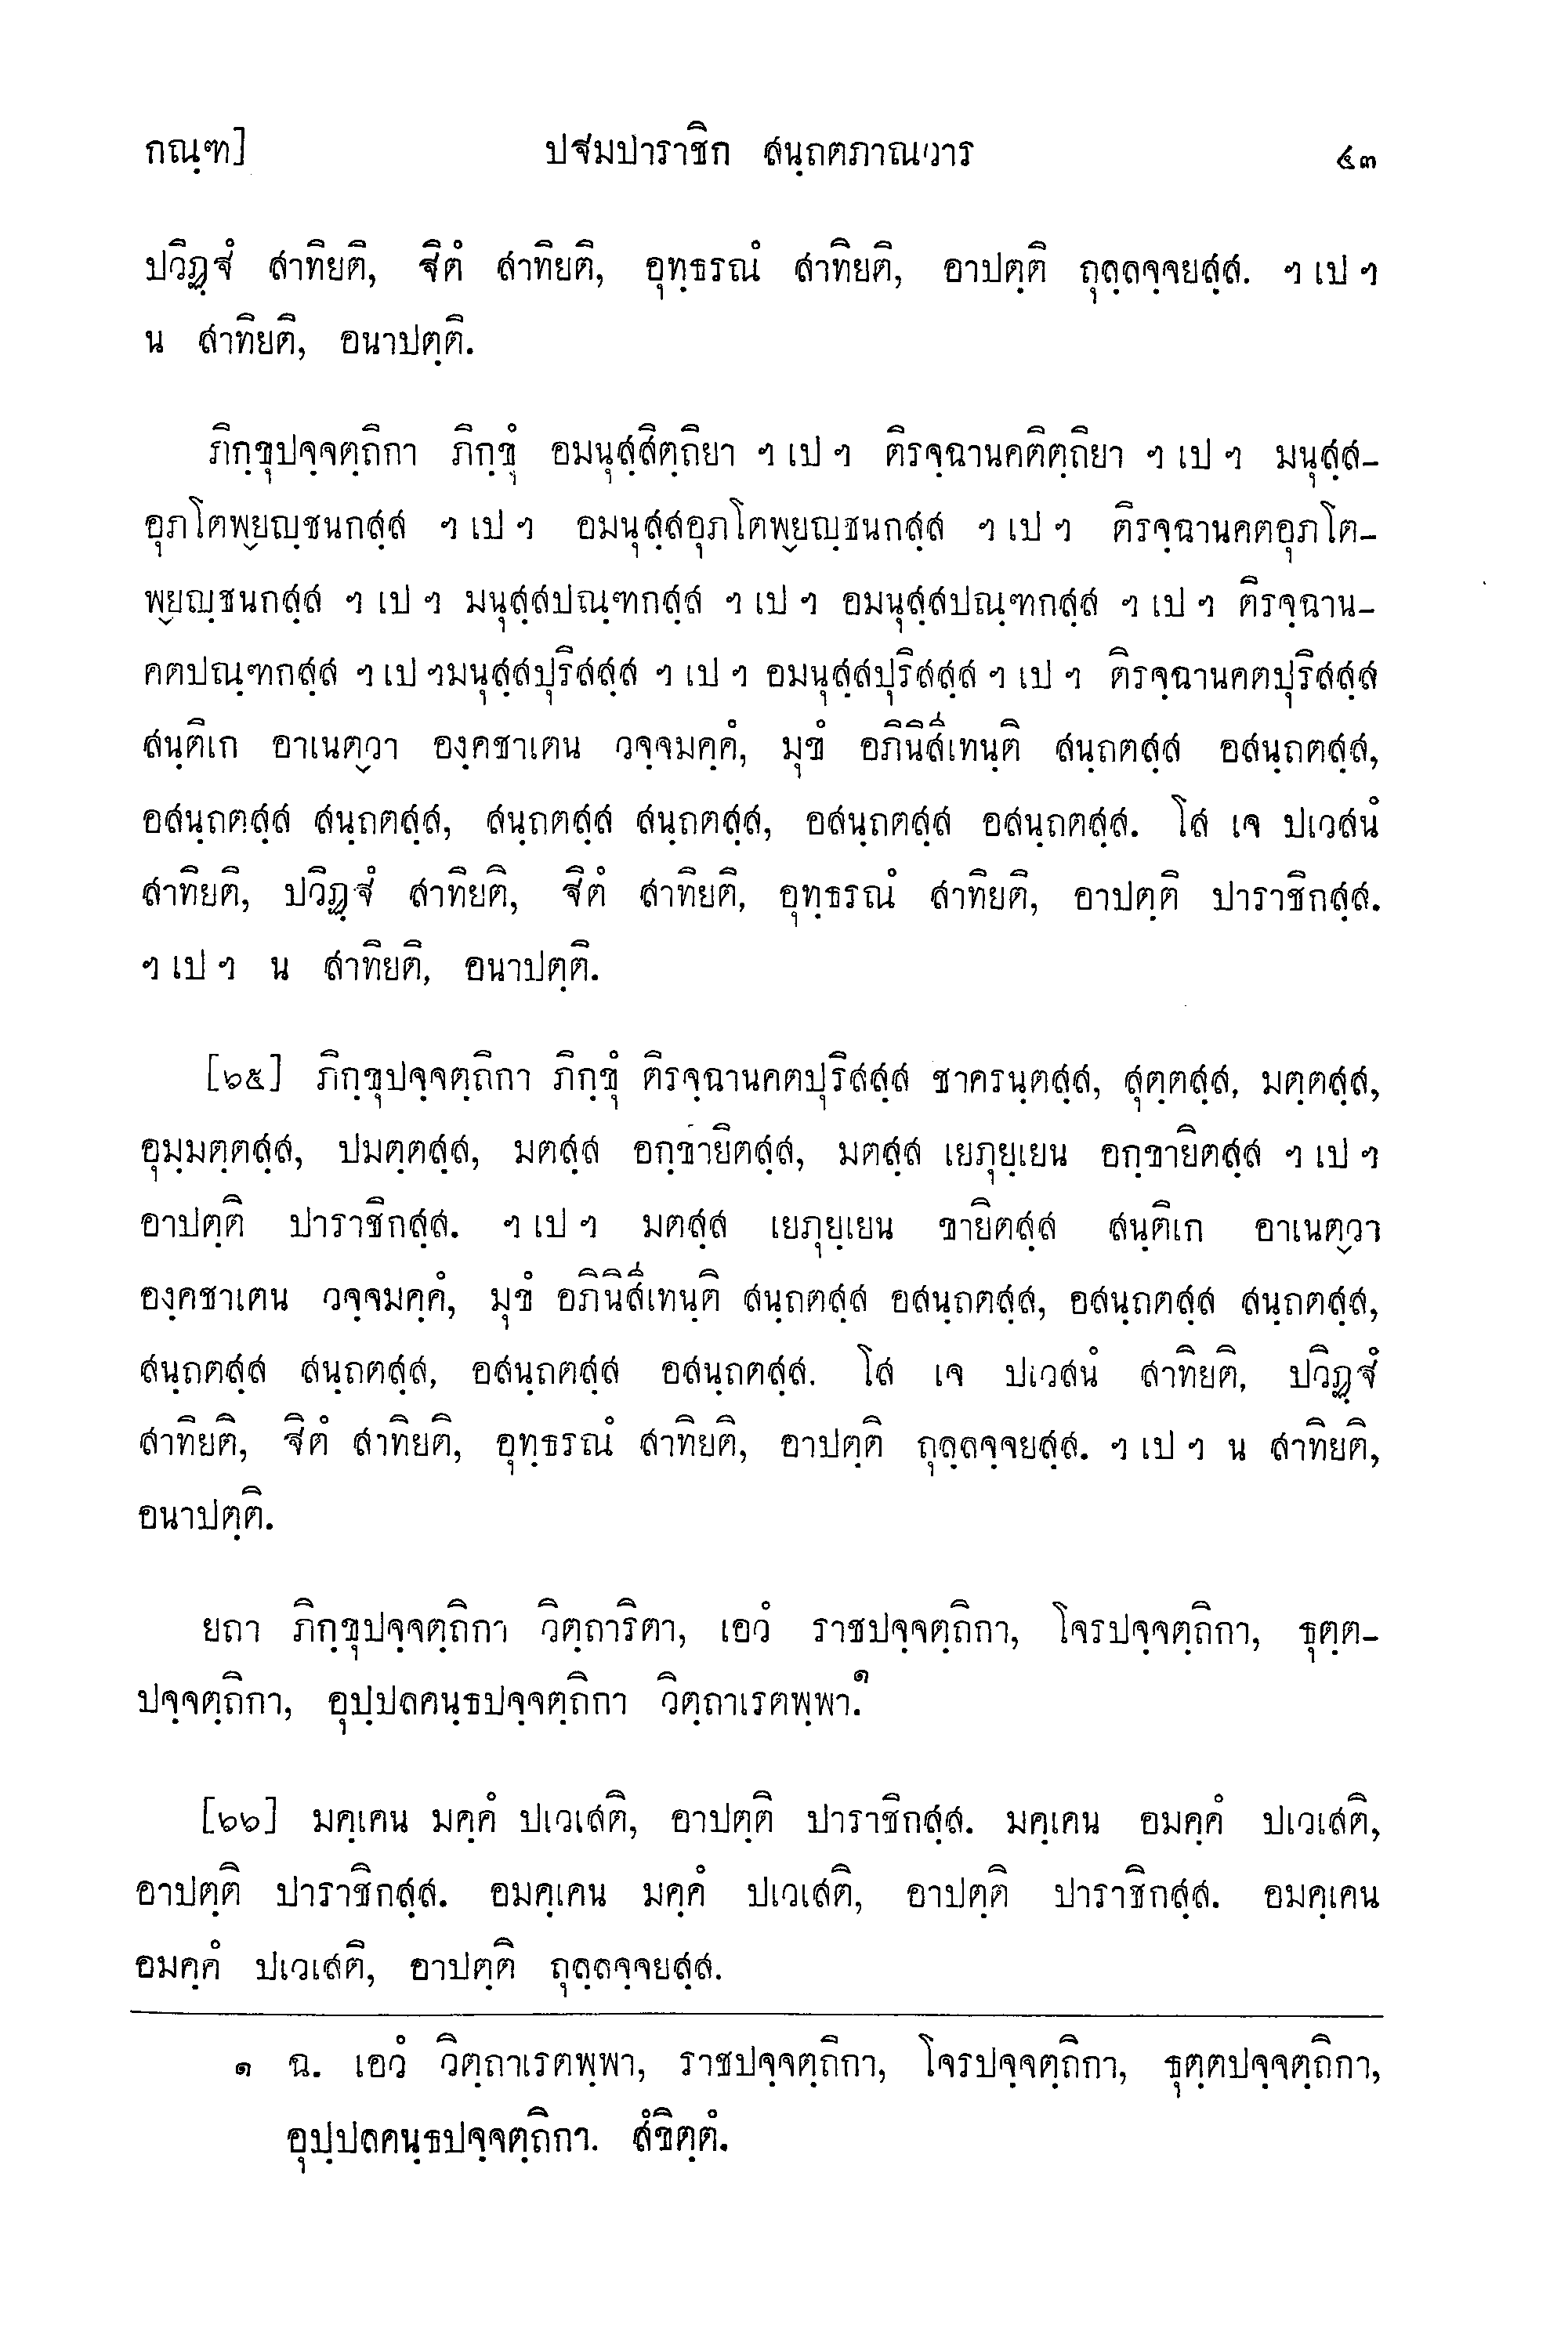 กณฺฑ] ปฐมปาราชิก สนฺถตภาณวาร ๕๓
ปวิฏฺฐํ สาทิยติ, ฐิตํ สาทิยติ, อุทฺธรณํ สาทิยติ, อาปตฺติ ถุลฺลจฺจยสฺส. ฯ เป ฯ
น สาทิยติ, อนาปตฺติ.
ภิกฺขุปจฺจตฺถิกา ภิกฺขุํ อมนุสฺสิตฺถิยา ฯ เป ฯ ติรจฺฉานคติตฺถิยา ฯ เป ฯ มนุสฺส-
อุภโตพฺยญฺชนกสฺส ฯ เป ฯ อมนุสฺสอุภโตพฺยญฺชนกสฺส ฯ เป ฯ ติรจฺฉานคตอุภโต-
พฺยญฺชนกสฺส ฯ เป ฯ มนุสฺสปณฺฑกสฺส ฯ เป ฯ อมนุสฺสปณฺฑกสฺส ฯ เป ฯ ติรจฺฉาน-
คตปณฺฑกสฺส ฯ เป ฯมนุสฺสปุริสสฺส ฯ เป ฯ อมนุสฺสปุริสสฺส ฯ เป ฯ ติรจฺฉานคตปุริสสฺส
สนฺติเก อาเนตฺวา องฺคชาเตน วจฺจมคฺคํ, มุขํ อภินิสีเทนฺติ สนฺถตสฺส อสนฺถตสฺส,
อสนฺถตสฺส สนฺถตสฺส, สนฺถตสฺส สนฺถตสฺส, อสนฺถตสฺส อสนฺถตสฺส. โส เจ ปเวสนํ
สาทิยติ, ปวิฏฺฐํ สาทิยติ, ฐิตํ สาทิยติ, อุทฺธรณํ สาทิยติ, อาปตฺติ ปาราชิกสฺส.
ฯ เป ฯ น สาทิยติ, อนาปตฺติ.
[๖๕] ภิกฺขุปจฺจตฺถิกา ภิกฺขุํ ติรจฺฉานคตปุริสสฺส ชาครนฺตสฺส, สุตฺตสฺส, มตฺตสฺส,
อุมฺมตฺตสฺส, ปมตฺตสฺส, มตสฺส อกฺขายิตสฺส, มตสฺส เยภุยฺเยน อกฺขายิตสฺส ฯ เป ฯ
อาปตฺติ ปาราชิกสฺส. ฯ เป ฯ มตสฺส เยภุยฺเยน ขายิตสฺส สนฺติเก อาเนตฺวา
องฺคชาเตน วจฺจมคฺคํ, มุขํ อภินิสีเทนฺติ สนฺถตสฺส อสนฺถตสฺส, อสนฺถตสฺส สนฺถตสฺส,
สนฺถตสฺส สนฺถตสฺส, อสนฺถตสฺส อสนฺถตสฺส. โส เจ ปเวสนํ สาทิยติ, ปวิฏฺฐํ
สาทิยติ, ฐิตํ สาทิยติ, อุทฺธรณํ สาทิยติ, อาปตฺติ ถุลฺลจฺจยสฺส. ฯ เป ฯ น สาทิยติ,
อนาปตฺติ.
ยถา ภิกฺขุปจฺจตฺถิกา วิตฺถาริตา, เอวํ ราชปจฺจตฺถิกา, โจรปจฺจตฺถิกา, ธุตฺต-
ปจฺจตฺถิกา, อุปฺปลคนฺธปจฺจตฺถิกา วิตฺถาเรตพฺพา.๑
[๖๖] มคฺเคน มคฺคํ ปเวเสติ, อาปตฺติ ปาราชิกสฺส. มคฺเคน อมคฺคํ ปเวเสติ,
อาปตฺติ ปาราชิกสฺส. อมคฺเคน มคฺคํ ปเวเสติ, อาปตฺติ ปาราชิกสฺส. อมคฺเคน
อมคฺคํ ปเวเสติ, อาปตฺติ ถุลฺลจฺจยสฺส.
๑ ฉ. เอวํ วิตฺถาเรตพฺพา, ราชปจฺจตฺถิกา, โจรปจฺจตฺถิกา, ธุตฺตปจฺจตฺถิกา,
อุปฺปลคนฺธปจฺจตฺถิกา. สํขิตฺตํ.